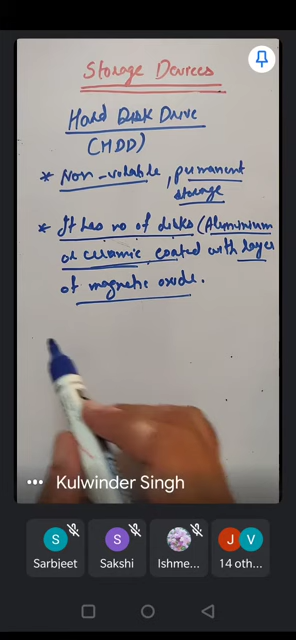 Storage Devices
Hard Disk Drive
(HDD)
* Non-volatile, permanent
storage
* It has no of disks (Aluminium
or ceramic, coated with layer
of magnetic oxide.
Kulwinder Singh
S
S
J
V
Sarbjeet
Sakshi
Ishme...
14 oth...